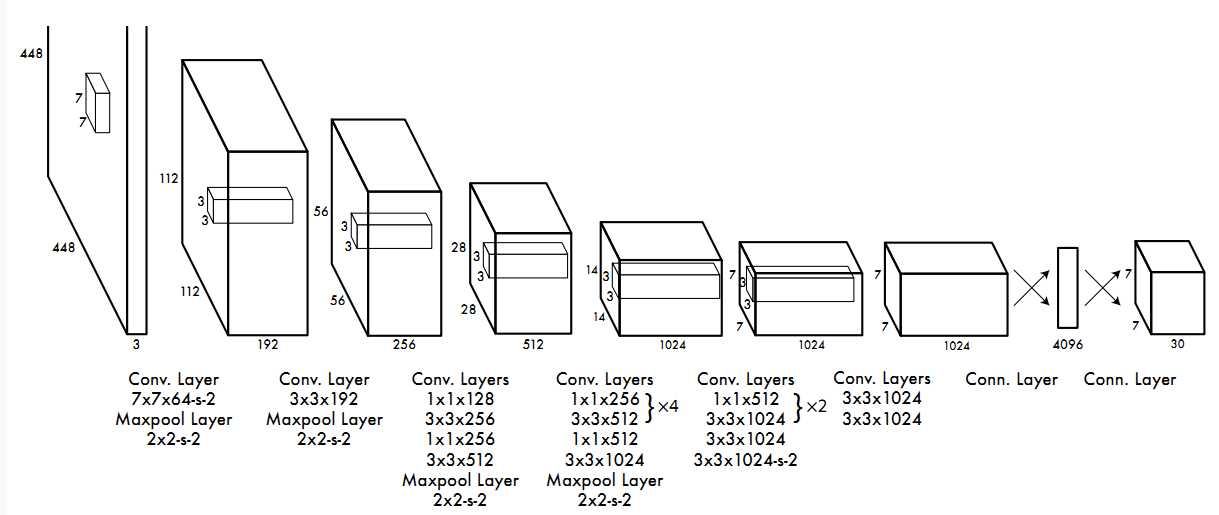 448
7
7
448
3
112
3
3
112
192
56
3
3
56
256
28
3
3
28
512
14
3
3
14
1024
7
3
3
7
1024
7
7
1024
4096
7
7
30
Conv. Layer
7x7x64-s-2
Maxpool Layer
2x2-s-2
Conv. Layer
3x3x192
Maxpool Layer
2x2-s-2
Conv. Layers
1x1x128
3x3x256
1x1x256
3x3x512
Maxpool Layer
2x2-s-2
Conv. Layers
1x1x256
3x3x512
}×4
1x1x512
3x3x1024
Maxpool Layer
2x2-s-2
Conv. Layers
1x1x512
3x3x1024
}×2
3x3x1024
3x3x1024-s-2
Conv. Layers
3x3x1024
3x3x1024
Conn. Layer
Conn. Layer